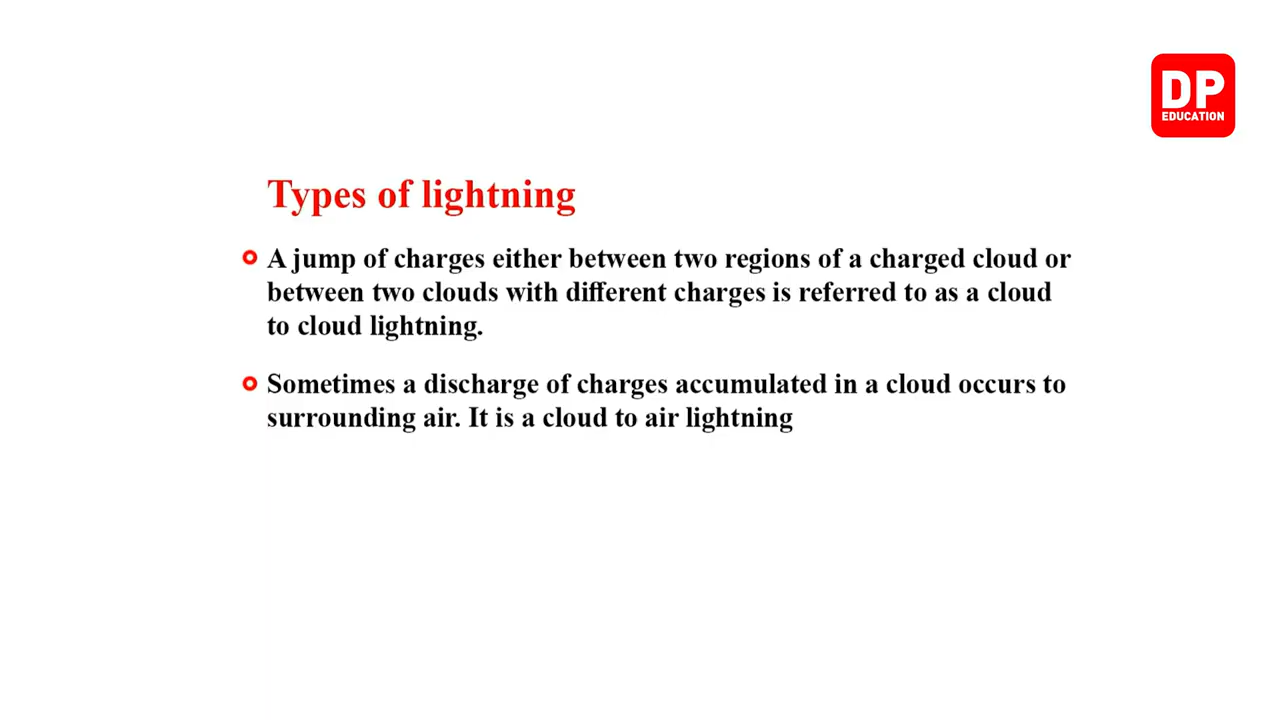 DP
EDUCATION
Types of lightning
A jump of charges either between two regions of a charged cloud or
between two clouds with different charges is referred to as a cloud
to cloud lightning.
Sometimes a discharge of charges accumulated in a cloud occurs to
surrounding air. It is a cloud to air lightning